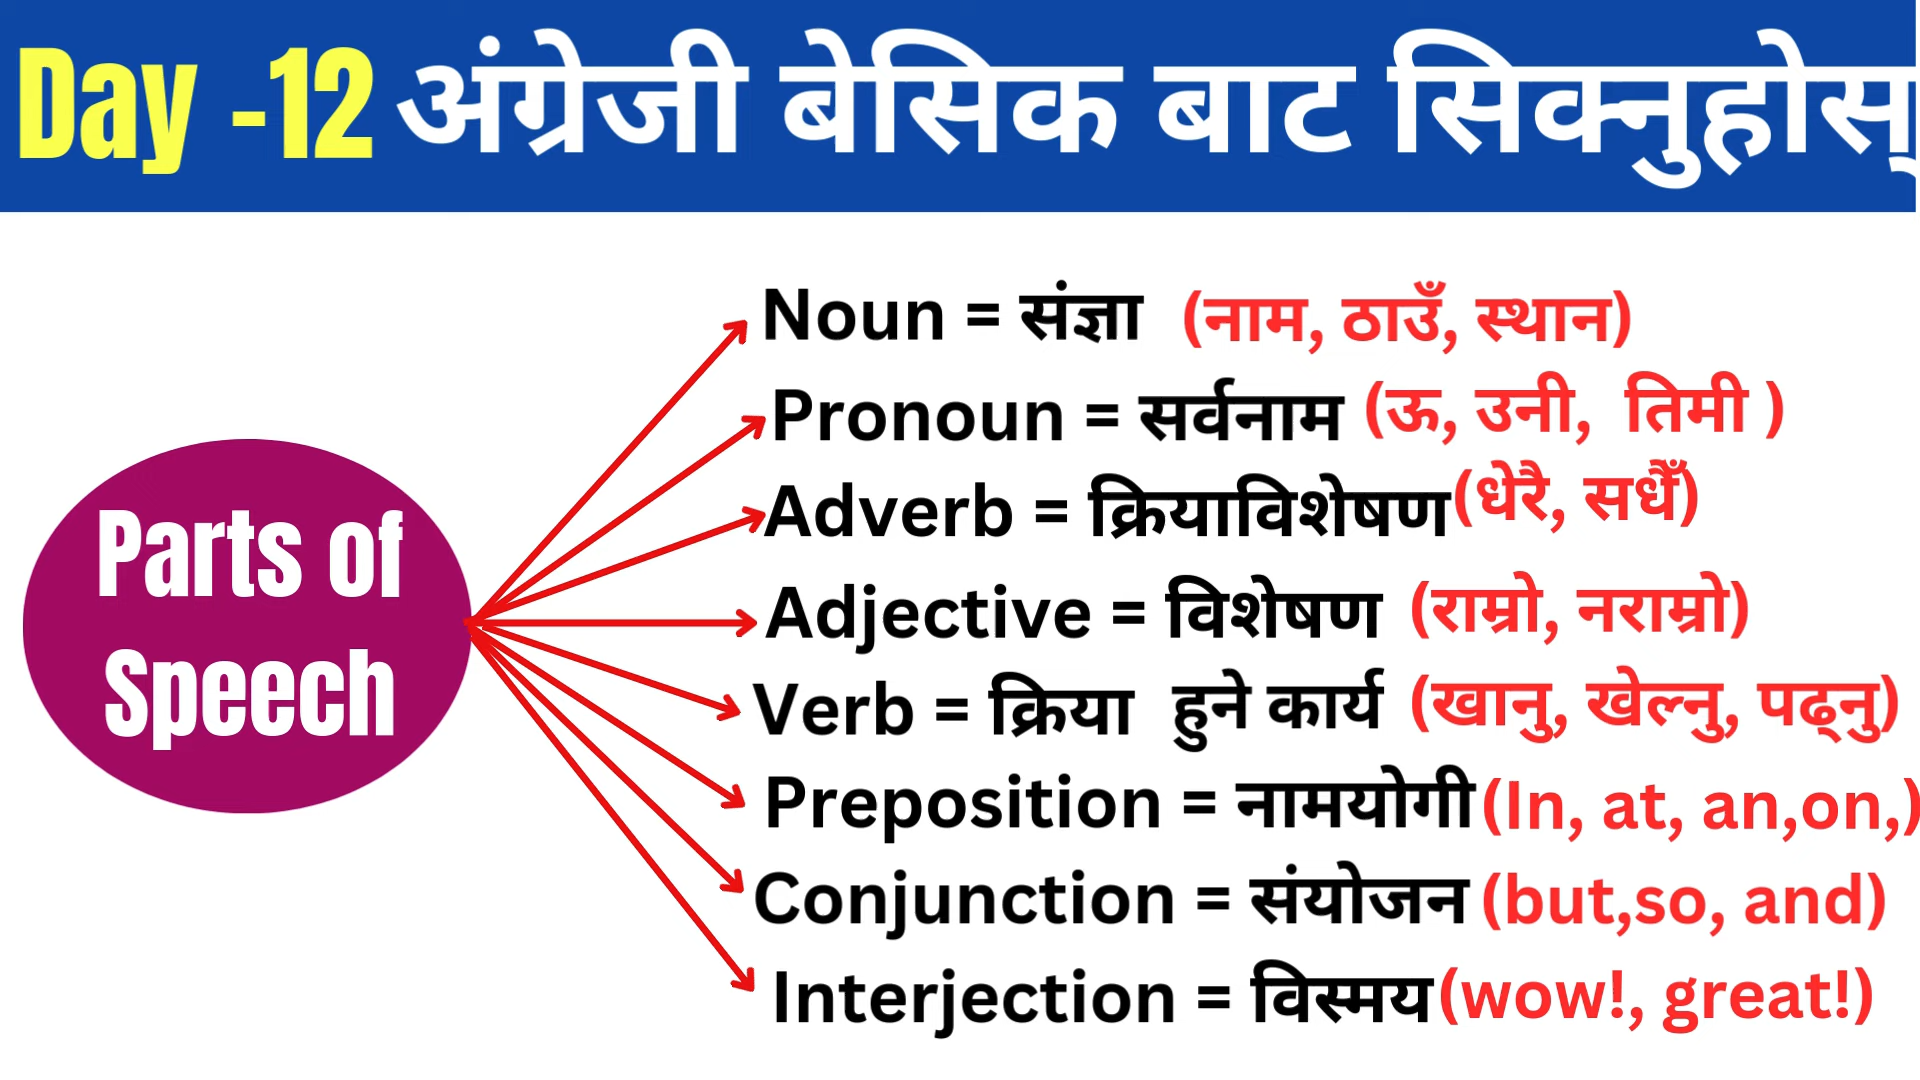 Day -12 अंग्रेजी बेसिक बाट सिक्नुहोस्
Parts of
Speech
Noun = संज्ञा (नाम, ठाउँ, स्थान)
Pronoun = सर्वनाम (ऊ, उनी, तिमी )
Adverb = क्रियाविशेषण (धेरै, सधैँ)
Adjective = विशेषण (राम्रो, नराम्रो)
Verb = क्रिया हुने कार्य (खानु, खेल्नु, पढ्नु)
Preposition = नामयोगी (In, at, an,on,)
Conjunction = संयोजन (but,so, and)
Interjection = विस्मय (wow!, great!)